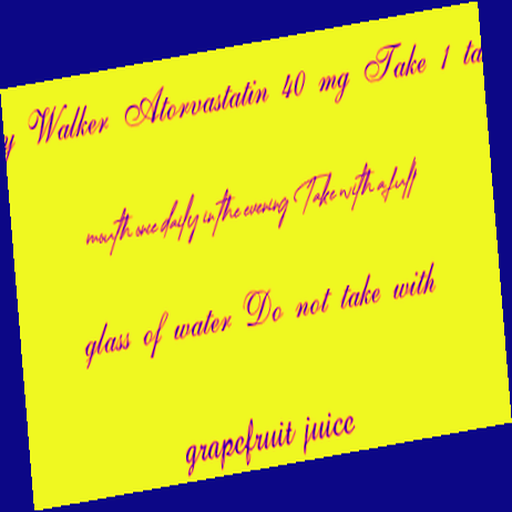 Walker Atorvastatin 40 mg Take 1
mouth once daily in the evening Take with a full
glass of water Do not take with
grapefruit juice